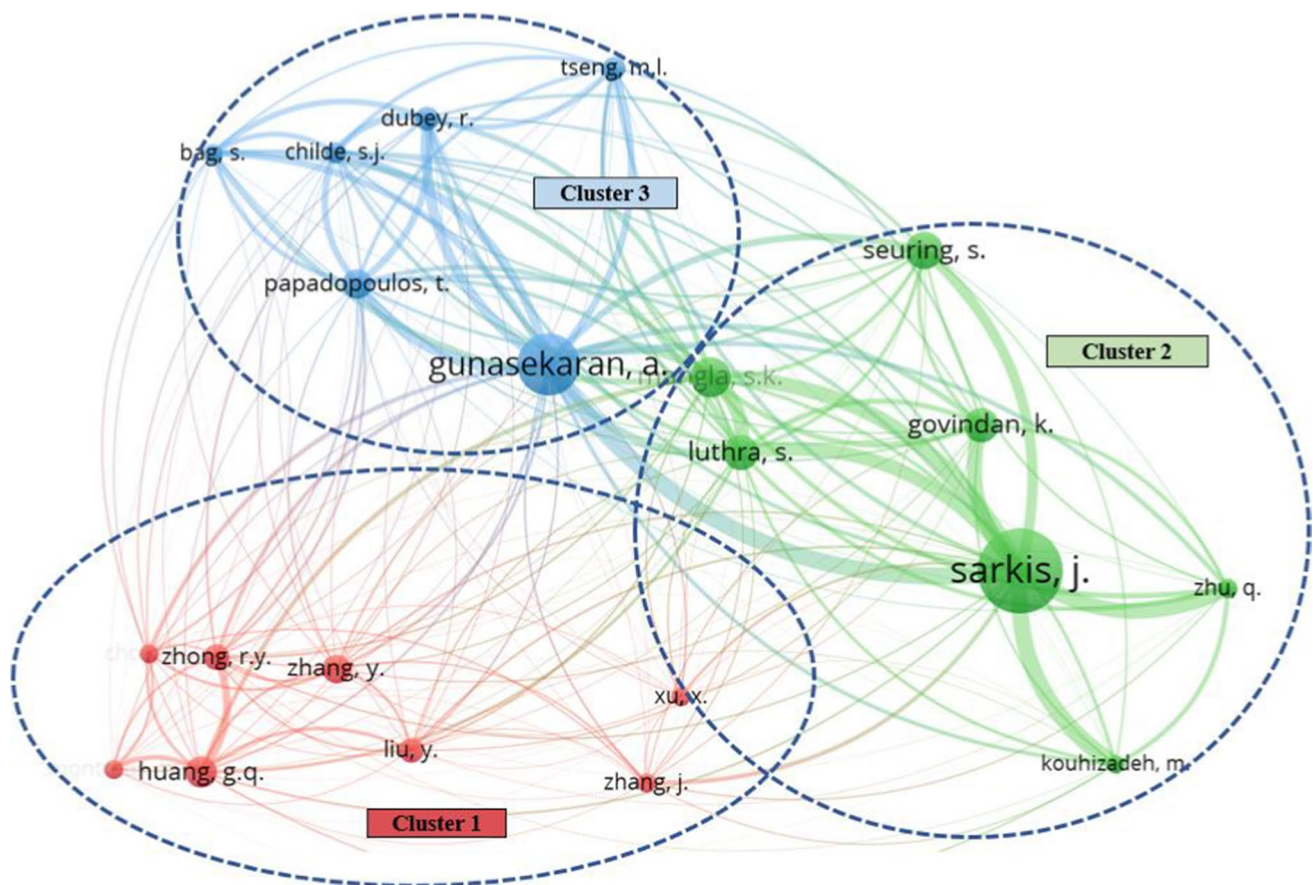 tseng, m.l.
dubey, r.
bag, s.
childe, s.j.
Cluster 3
seuring, s.
papadopoulos, t.
Cluster 2
gunasekaran, a.
mangla, s.k.
govindan, k.
luthra, s.
sarkis, j.
zhu, q.
zhong, r.y.
zhang, y.
xu, x.
liu, y.
kouhizadeh, m.
huang, g.q.
zhang, j.
Cluster 1